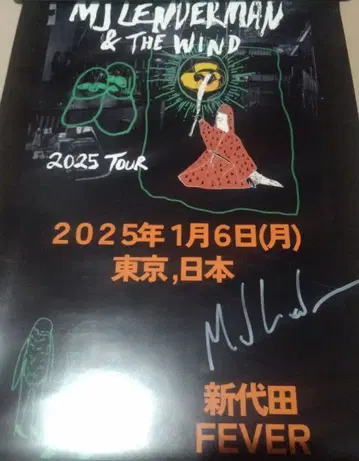 MJ LENDERMAN
& THE WIND
2025 TOUR
2025年1月6日(月)
東京,日本
新代田
FEVER